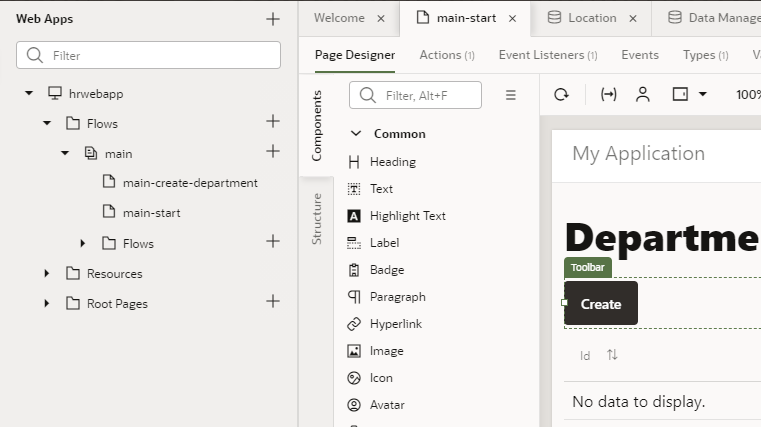 Web Apps
Filter
hrwebapp
Flows
main
main-create-department
main-start
Flows
Resources
Root Pages
Welcome main-start Location Data Manage
Page Designer Actions (1) Event Listeners (1) Events Types (1)
Components
Structure
Filter, Alt+F
Common
Heading
Text
Highlight Text
Label
Badge
Paragraph
Hyperlink
Image
Icon
Avatar
100%
My Application
Departme
Toolbar
Create
Id
No data to display.